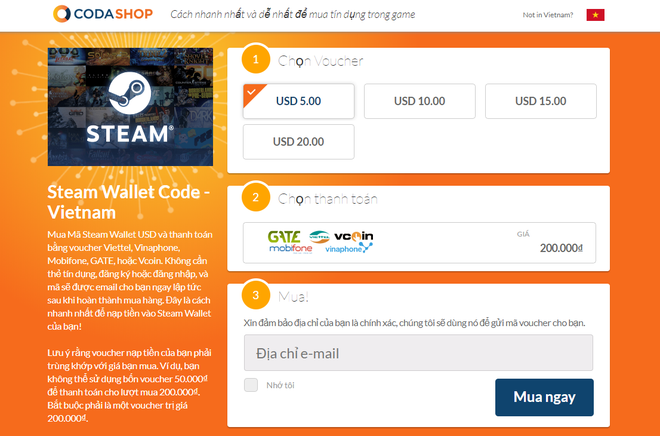 CODASHOP Cách nhanh nhất và dễ nhất để mua tín dụng trong game Not in Vietnam?
1 Chọn Voucher
USD 5.00 USD 10.00 USD 15.00
USD 20.00
STEAM®
Steam Wallet Code -
Vietnam
Mua Mã Steam Wallet USD và thanh toán
bằng voucher Viettel, Vinaphone,
Mobifone, GATE, hoặc Vcoin. Không cần
thẻ tín dụng, đăng ký hoặc đăng nhập, và
mã sẽ được email cho bạn ngay lập tức
sau khi hoàn thành mua hàng. Đây là cách
nhanh nhất để nạp tiền vào Steam Wallet
của bạn!
Lưu ý rằng voucher nạp tiền của bạn phải
trùng khớp với giá bạn mua. Ví dụ, bạn
không thể sử dụng bốn voucher 50.000₫
để thanh toán cho lượt mua 200.000₫.
Bắt buộc phải là một voucher trị giá
200.000₫.
2 Chọn thanh toán
GATE viettel vcoin GIÁ
mobifone vinaphone 200.000₫
3 Mua!
Xin đảm bảo địa chỉ của bạn là chính xác, chúng tôi sẽ dùng nó để gửi mã voucher cho bạn.
Địa chỉ e-mail
Nhớ tôi
Mua ngay